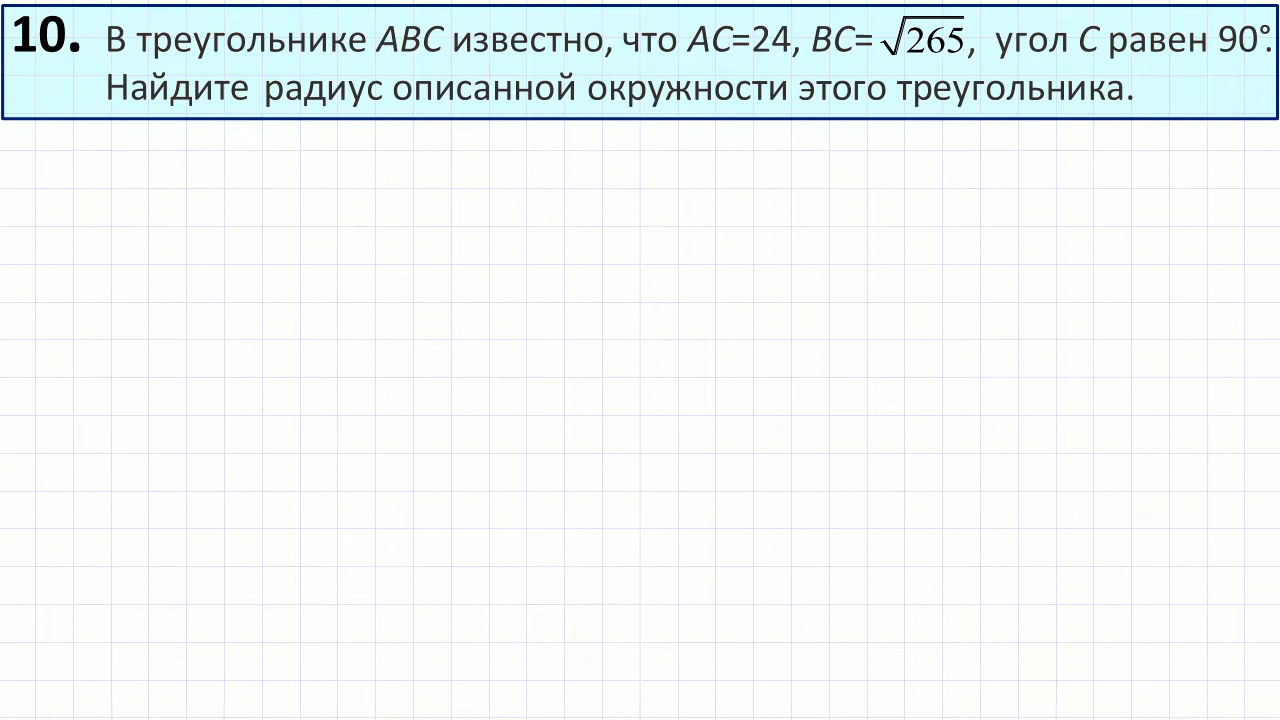 10. В треугольнике ABC известно, что AC=24, BC=√265, угол C равен 90°.
Найдите радиус описанной окружности этого треугольника.